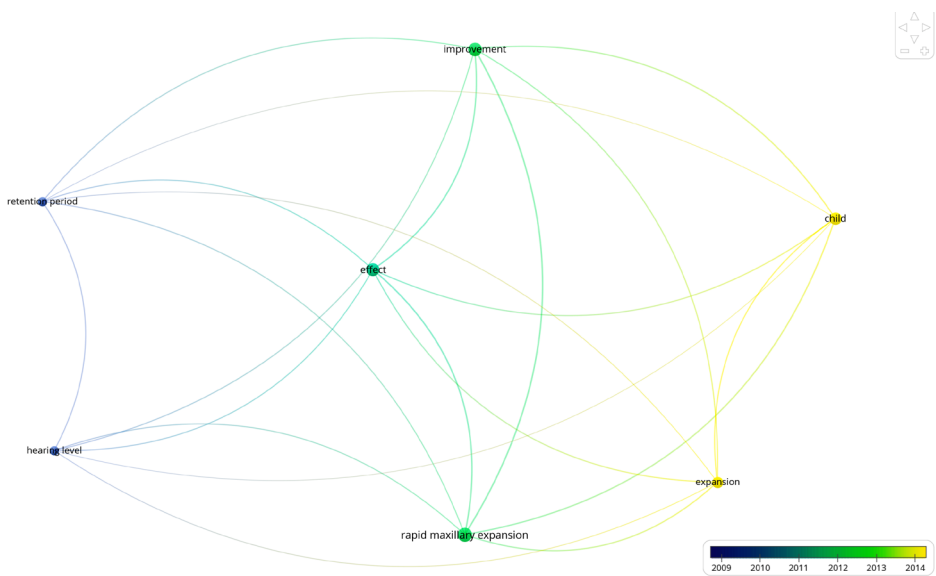 improvement
retention period
child
effect
hearing level
expansion
rapid maxillary expansion
2009 2010 2011 2012 2013 2014